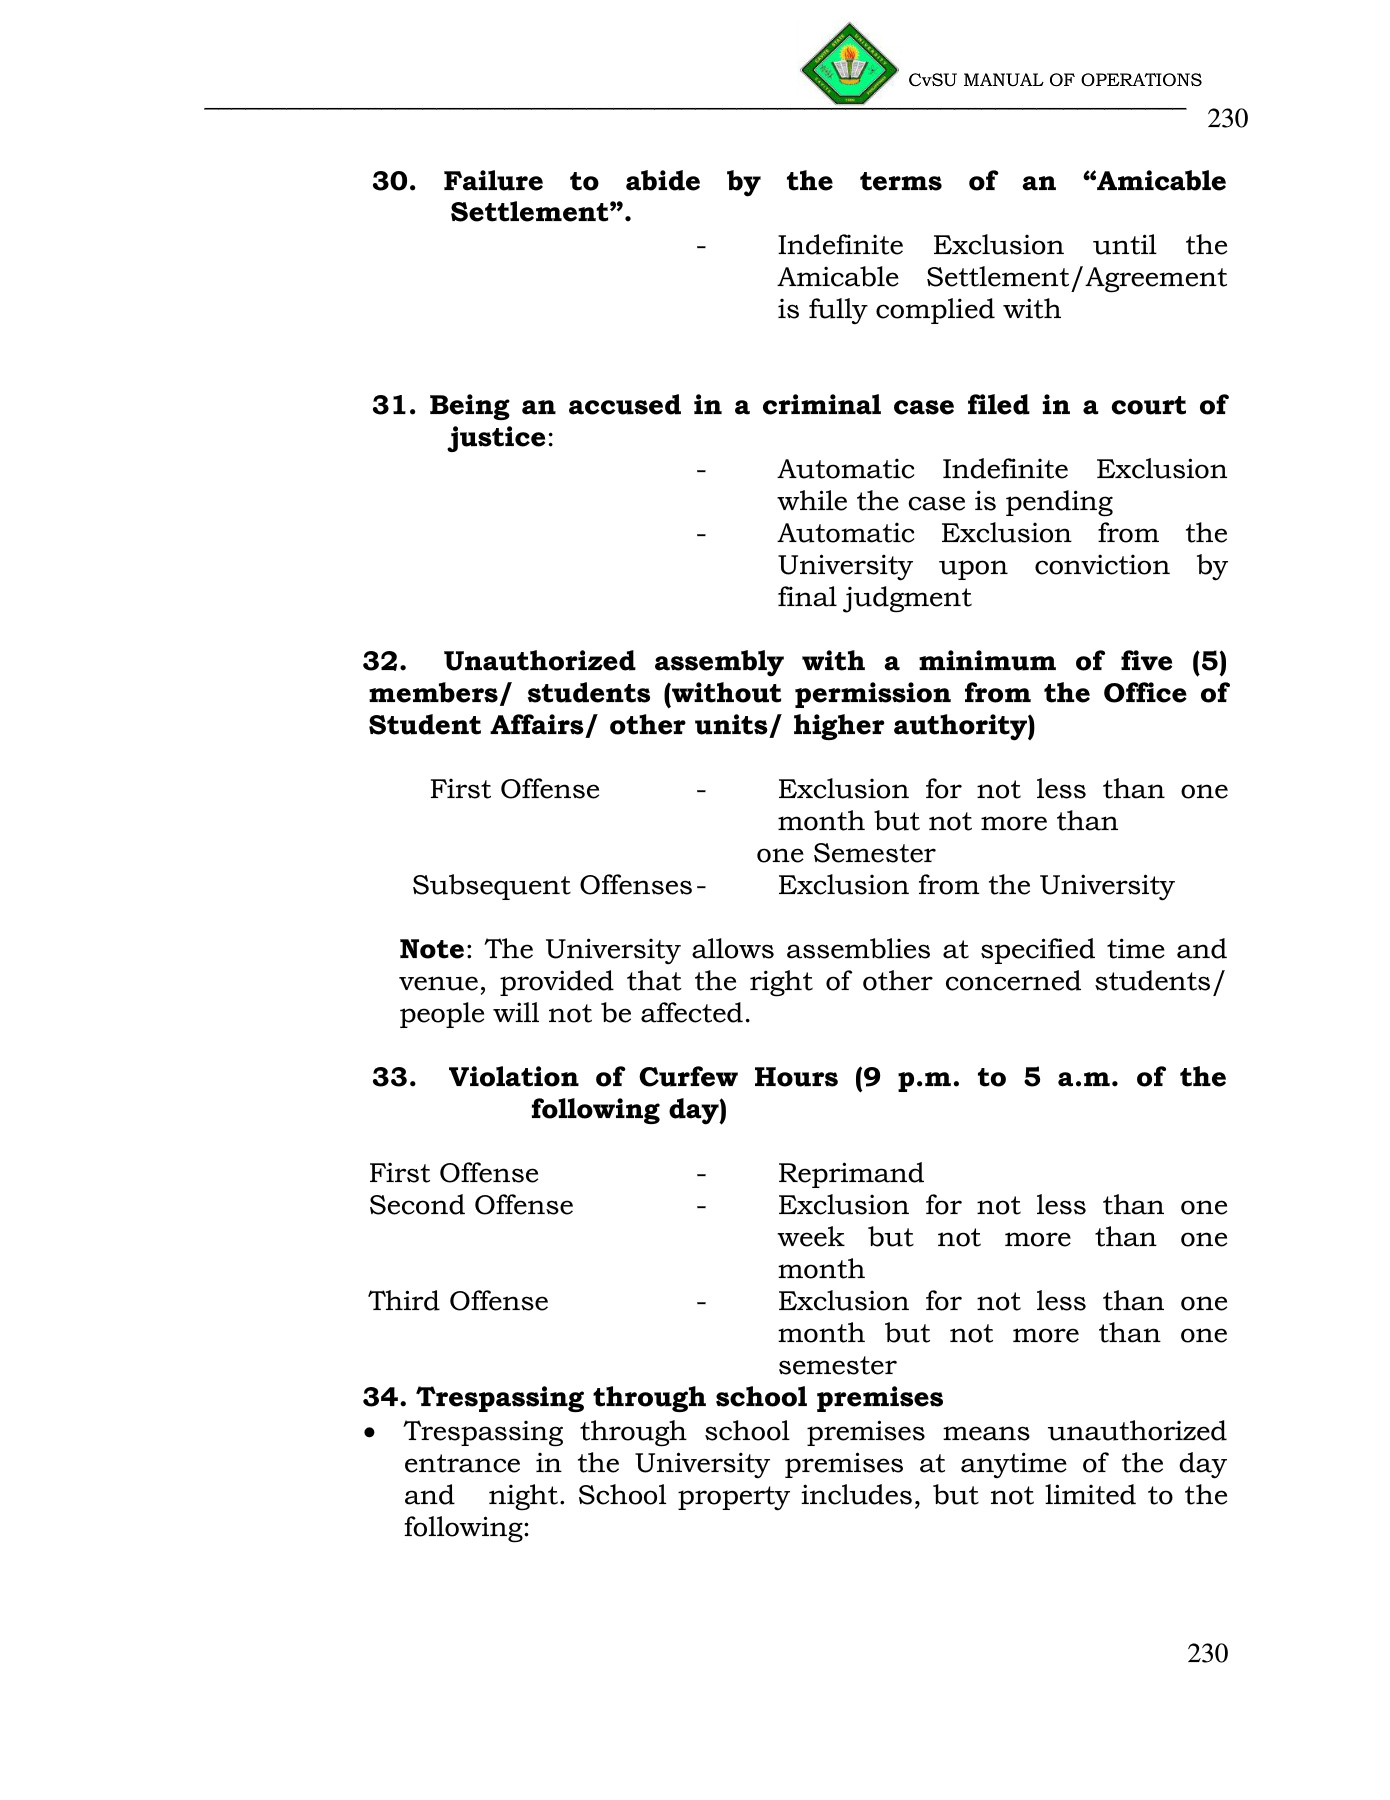 CvSU MANUAL OF OPERATIONS
230
30. Failure to abide by the terms of an “Amicable
Settlement”.
- Indefinite Exclusion until the
Amicable Settlement/Agreement
is fully complied with
31. Being an accused in a criminal case filed in a court of
justice:
- Automatic Indefinite Exclusion
while the case is pending
- Automatic Exclusion from the
University upon conviction by
final judgment
32. Unauthorized assembly with a minimum of five (5)
members/ students (without permission from the Office of
Student Affairs/ other units/ higher authority)
First Offense - Exclusion for not less than one
month but not more than
one Semester
Subsequent Offenses - Exclusion from the University
Note: The University allows assemblies at specified time and
venue, provided that the right of other concerned students/
people will not be affected.
33. Violation of Curfew Hours (9 p.m. to 5 a.m. of the
following day)
First Offense - Reprimand
Second Offense - Exclusion for not less than one
week but not more than one
month
Third Offense - Exclusion for not less than one
month but not more than one
semester
34. Trespassing through school premises
• Trespassing through school premises means unauthorized
entrance in the University premises at anytime of the day
and night. School property includes, but not limited to the
following:
230